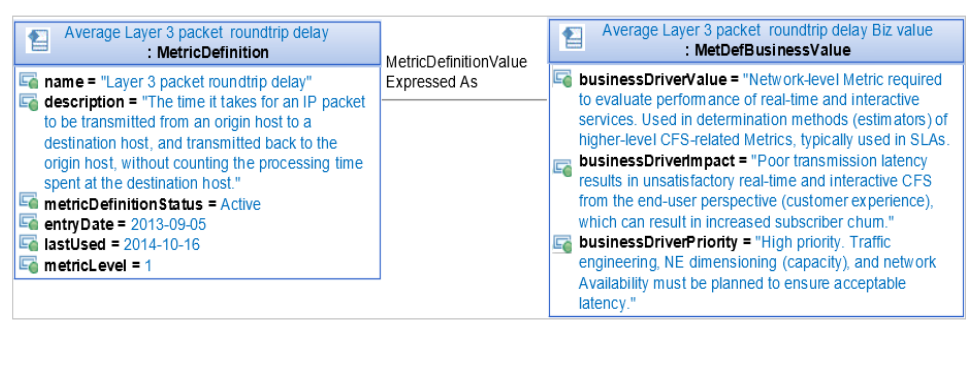 Average Layer 3 packet roundtrip delay
: MetricDefinition
name = "Layer 3 packet roundtrip delay"
description = "The time it takes for an IP packet
to be transmitted from an origin host to a
destination host, and transmitted back to the
origin host, without counting the processing time
spent at the destination host."
metricDefinitionStatus = Active
entryDate = 2013-09-05
lastUsed = 2014-10-16
metricLevel = 1
MetricDefinitionValue
Expressed As
Average Layer 3 packet roundtrip delay Biz value
: MetDefBusinessValue
businessDriverValue = "Network-level Metric required
to evaluate performance of real-time and interactive
services. Used in determination methods (estimators) of
higher-level CFS-related Metrics, typically used in SLAs.
businessDriverImpact = "Poor transmission latency
results in unsatisfactory real-time and interactive CFS
from the end-user perspective (customer experience),
which can result in increased subscriber churn."
businessDriverPriority = "High priority. Traffic
engineering, NE dimensioning (capacity), and network
Availability must be planned to ensure acceptable
latency."